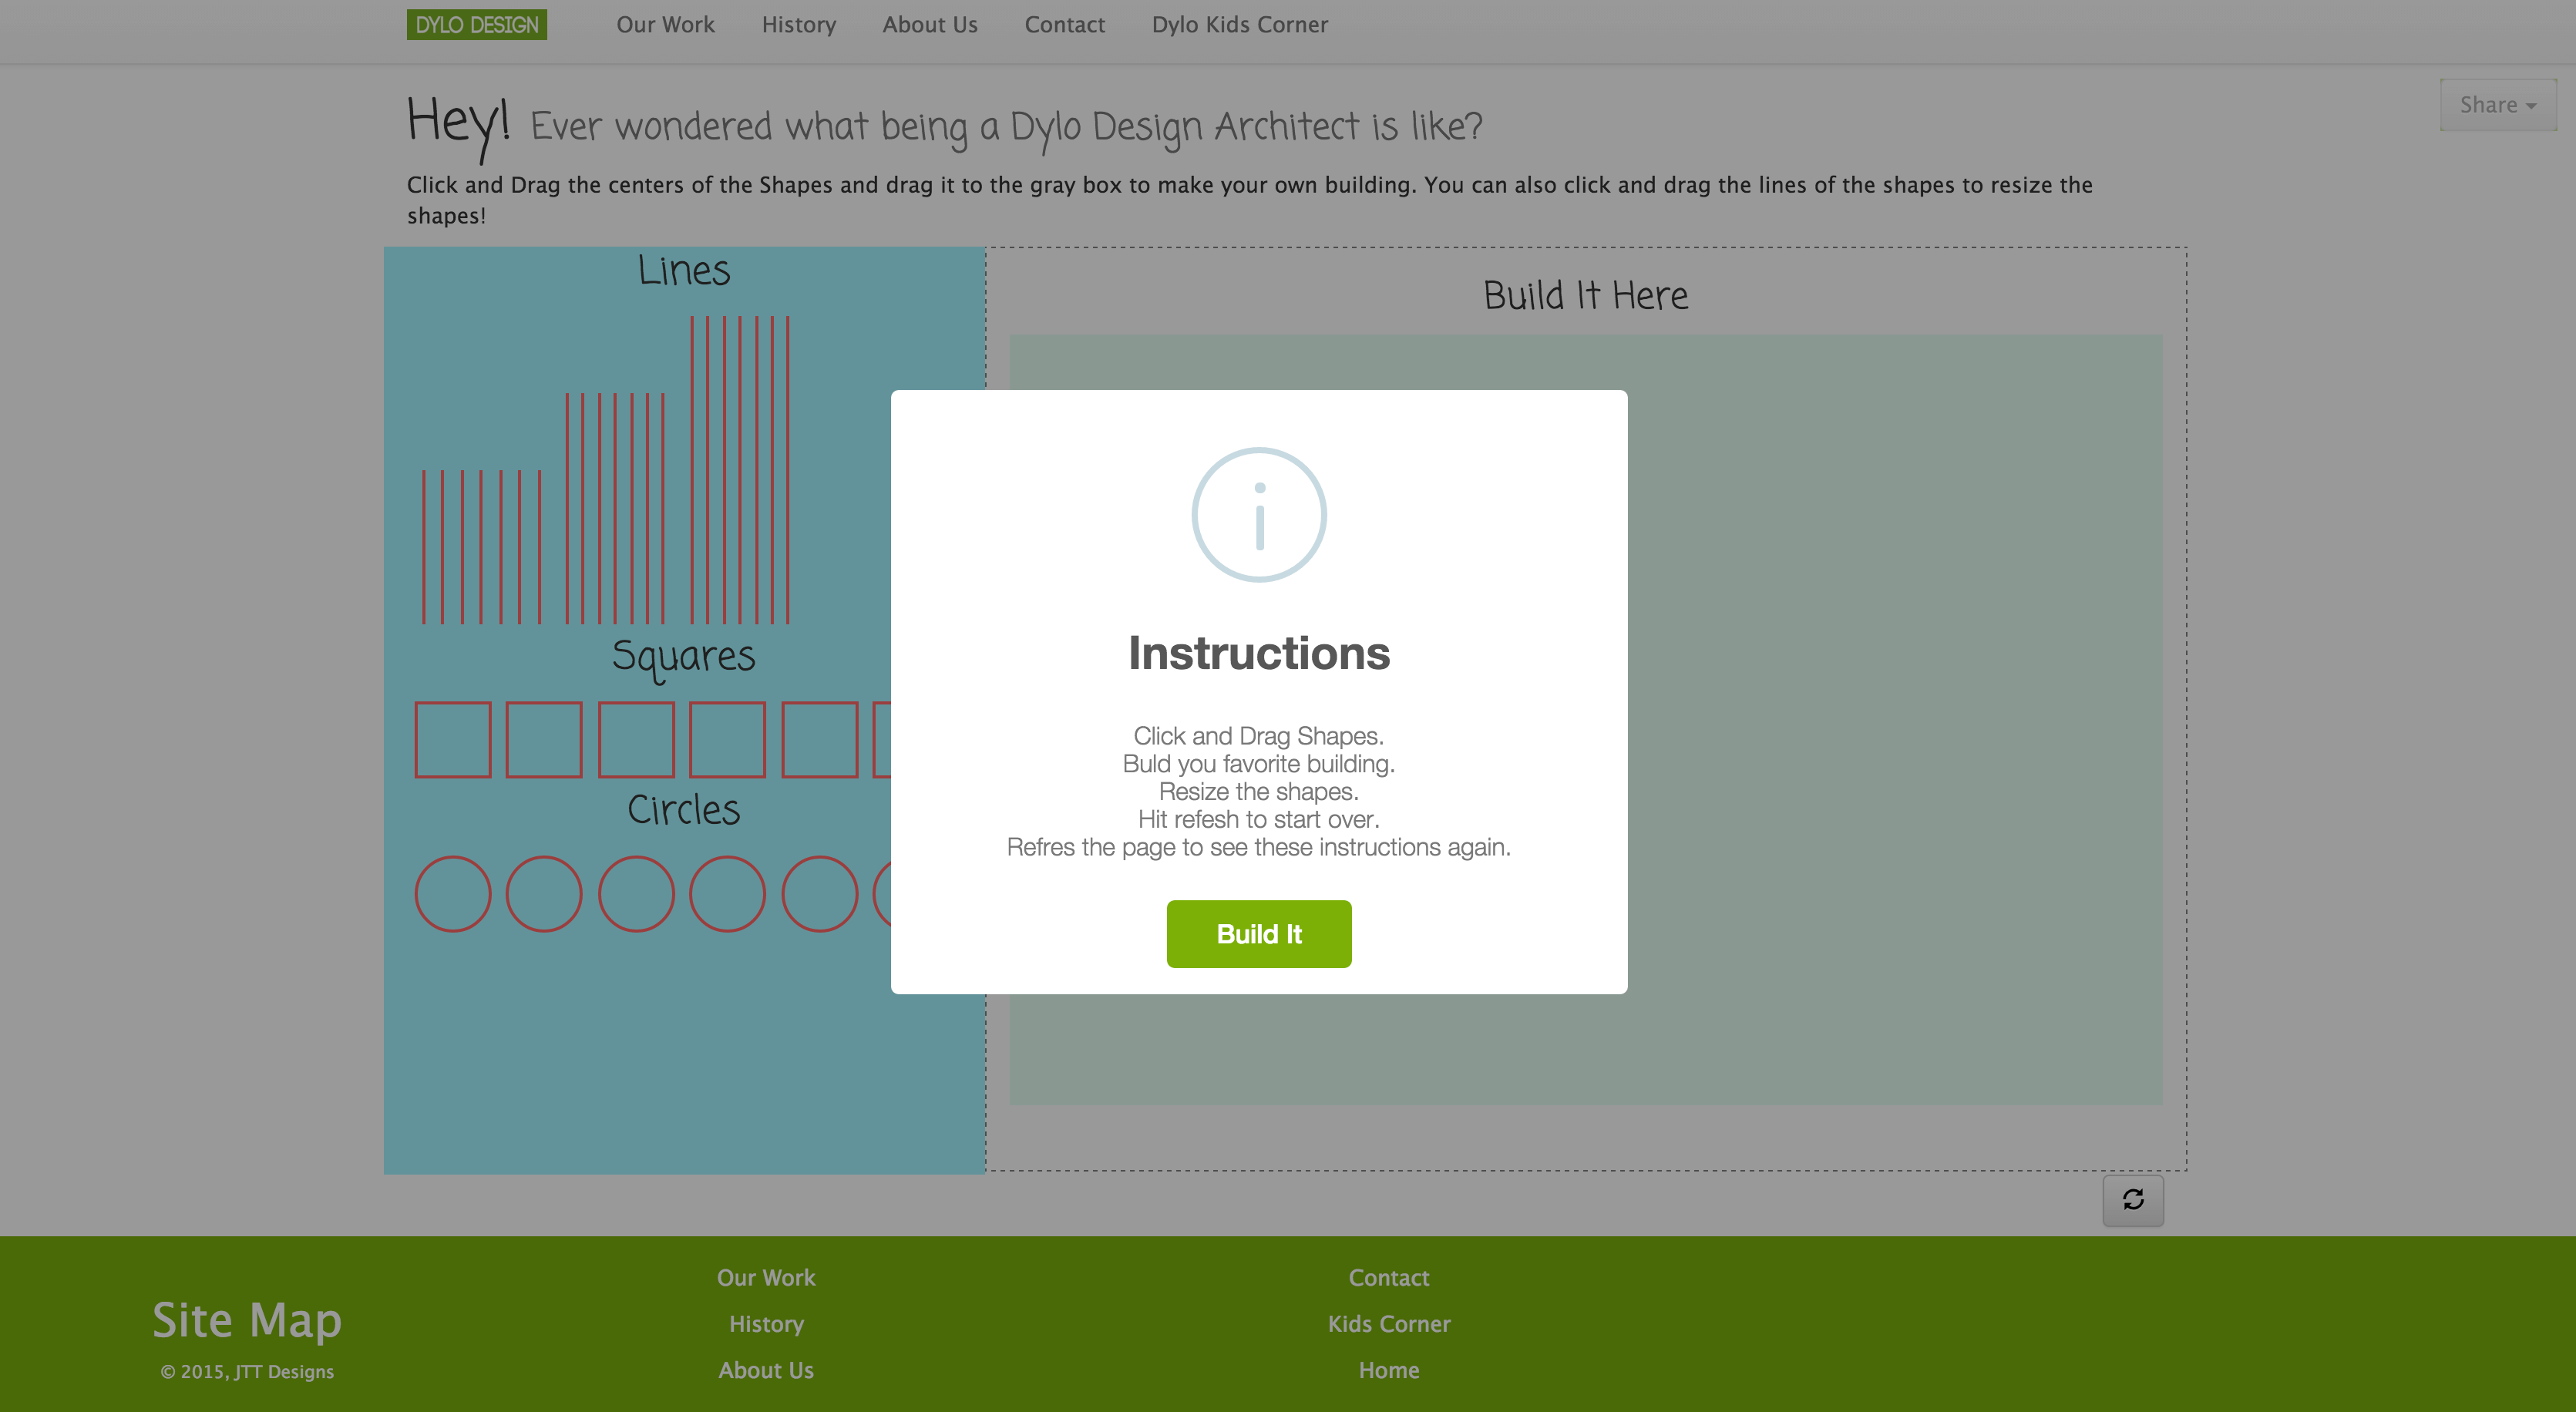 DYLO DESIGN Our Work History About Us Contact Dylo Kids Corner
Share
Hey! Ever wondered what being a Dylo Design Architect is like?
Click and Drag the centers of the Shapes and drag it to the gray box to make your own building. You can also click and drag the lines of the shapes to resize the
shapes!
Lines
Build It Here
Squares
Circles
Instructions
Click and Drag Shapes.
Buld you favorite building.
Resize the shapes.
Hit refesh to start over.
Refres the page to see these instructions again.
Build It
Site Map
© 2015, JTT Designs
Our Work
History
About Us
Contact
Kids Corner
Home